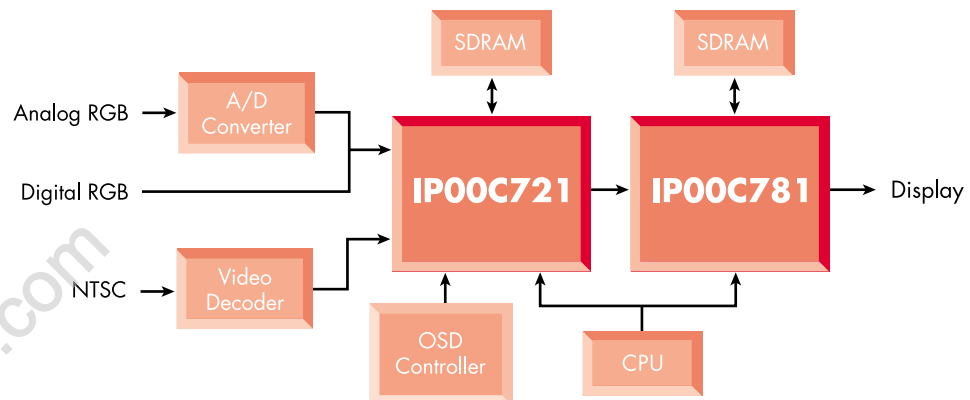 SDRAM
SDRAM
Analog RGB
A/D
Converter
Digital RGB
IP00C721
IP00C781
Display
NTSC
Video
Decoder
OSD
Controller
CPU
.com